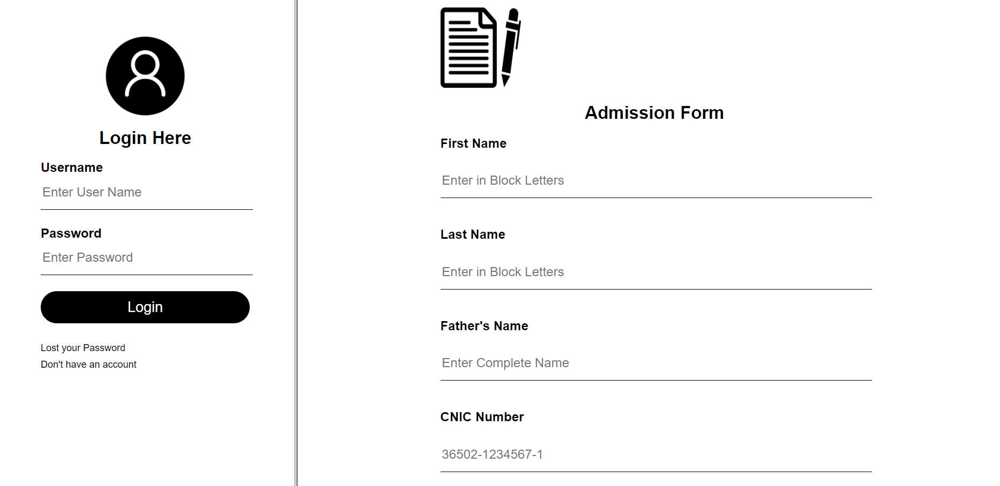 Login Here
Username
Enter User Name
Password
Enter Password
Login
Lost your Password
Don't have an account
Admission Form
First Name
Enter in Block Letters
Last Name
Enter in Block Letters
Father's Name
Enter Complete Name
CNIC Number
36502-1234567-1